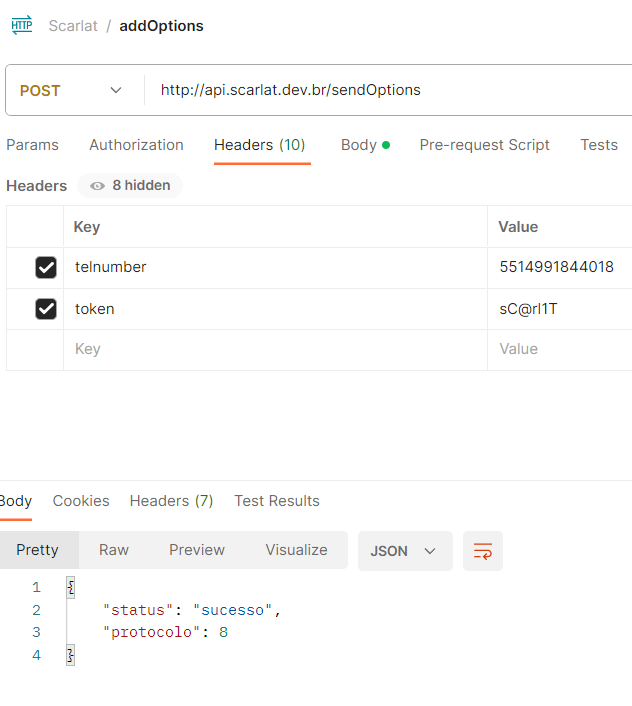 HTTP Scarlat / addOptions
POST http://api.scarlat.dev.br/sendOptions
Params Authorization Headers (10) Body Pre-request Script Tests
Headers 8 hidden
Key Value
telnumber 5514991844018
token sC@rl1T
Key Value
Body Cookies Headers (7) Test Results
Pretty Raw Preview Visualize JSON
1 {
2 "status": "sucesso",
3 "protocolo": 8
4 }